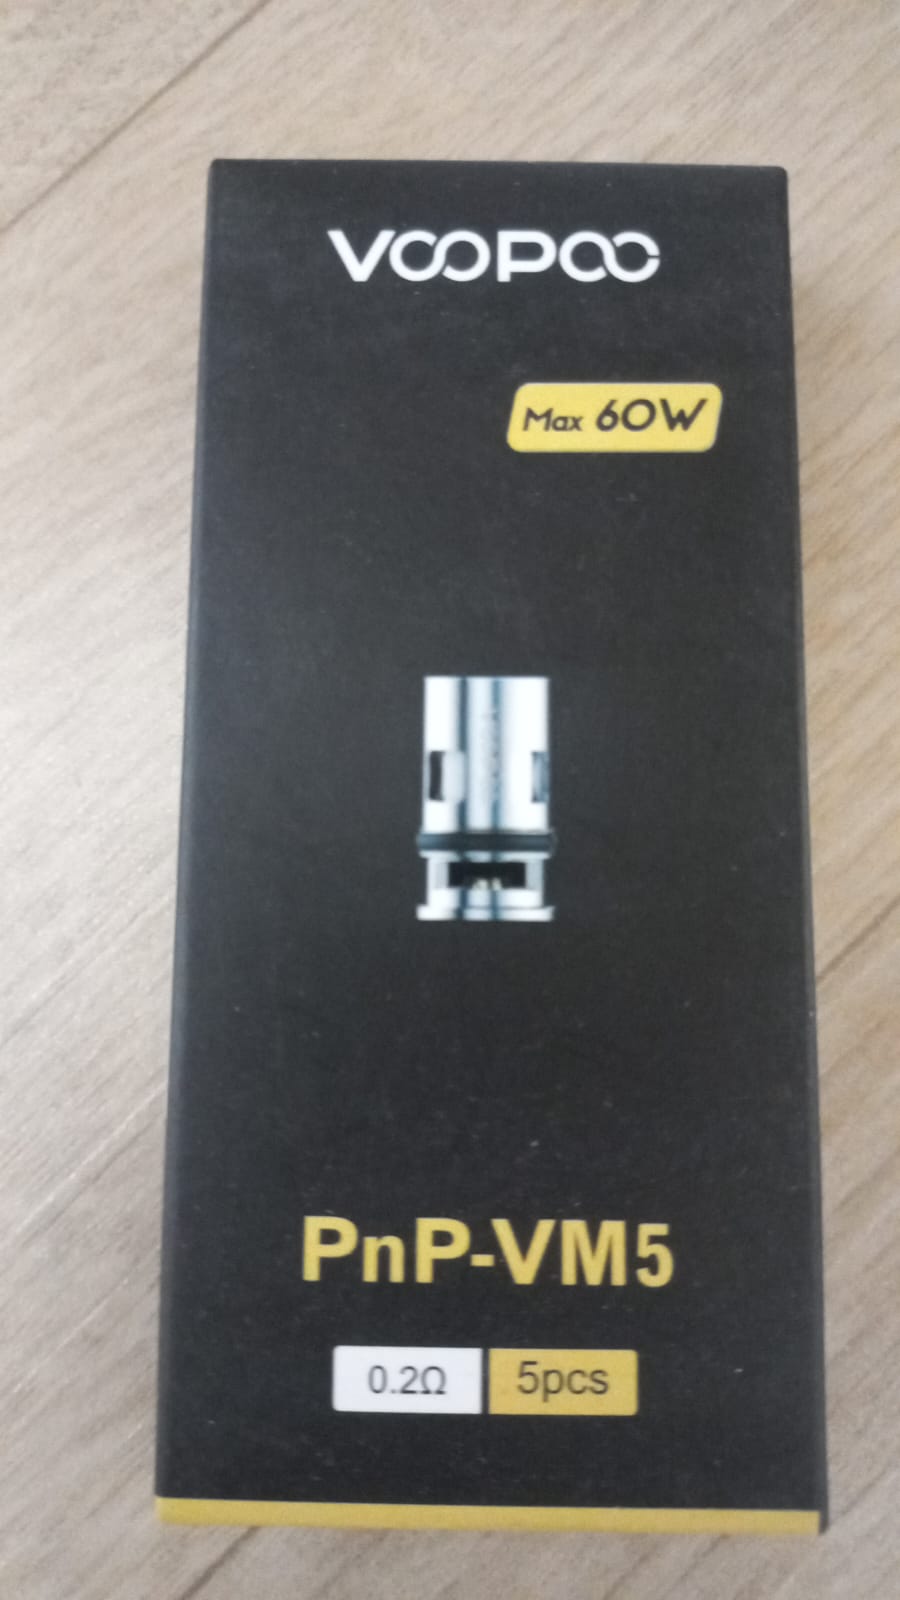 VOOPOO
Max 60W
PnP-VM5
0.2Ω 5pcs